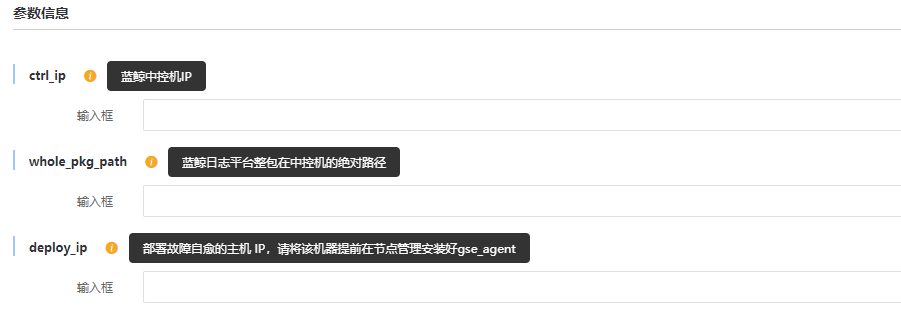 参数信息
ctrl_ip 蓝鲸中控机IP
输入框
whole_pkg_path 蓝鲸日志平台整包在中控机的绝对路径
输入框
deploy_ip 部署故障自愈的主机 IP，请将该机器提前在节点管理安装好gse_agent
输入框